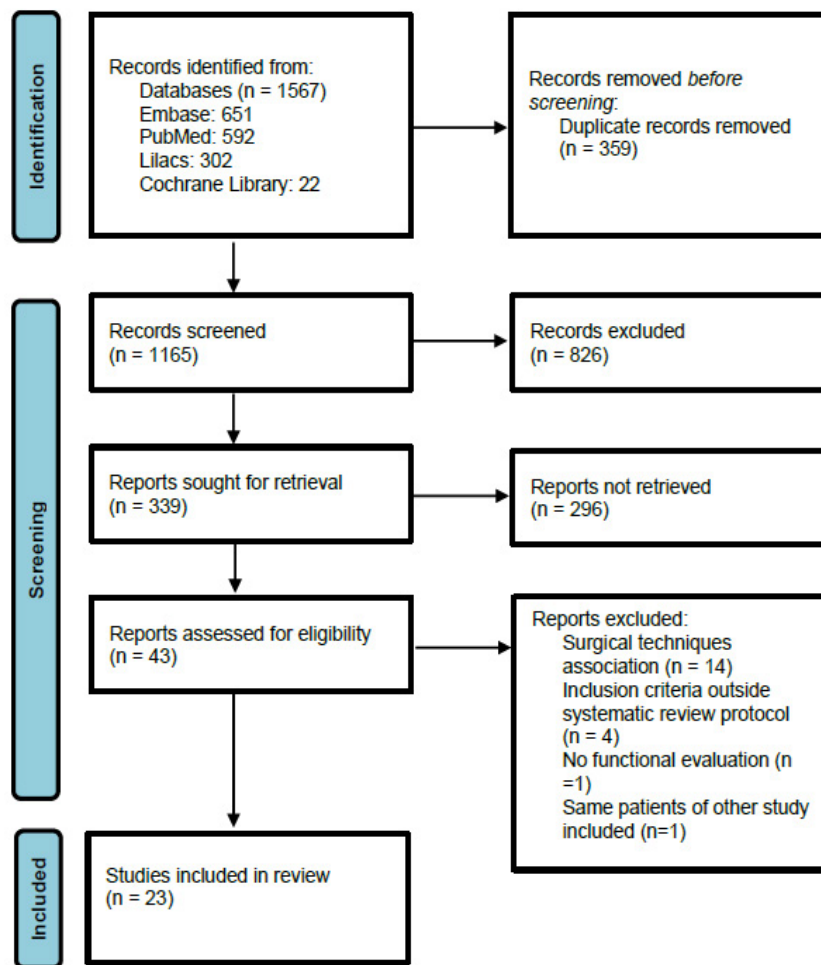 Identification
Records identified from:
Databases (n = 1567)
Embase: 651
PubMed: 592
Lilacs: 302
Cochrane Library: 22
Records removed before
screening:
Duplicate records removed
(n = 359)
Screening
Records screened
(n = 1165)
Records excluded
(n = 826)
Reports sought for retrieval
(n = 339)
Reports not retrieved
(n = 296)
Reports assessed for eligibility
(n = 43)
Reports excluded:
Surgical techniques
association (n = 14)
Inclusion criteria outside
systematic review protocol
(n = 4)
No functional evaluation (n
=1)
Same patients of other study
included (n=1)
Included
Studies included in review
(n = 23)